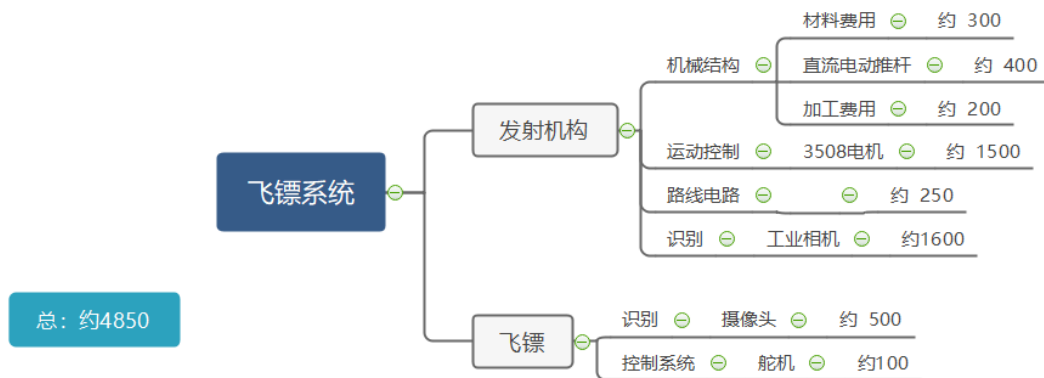 飞镖系统
发射机构
机械结构
材料费用 约 300
直流电动推杆 约 400
加工费用 约 200
运动控制 3508电机 约 1500
路线电路 约 250
识别 工业相机 约1600
飞镖
识别 摄像头 约 500
控制系统 舵机 约100
总：约4850